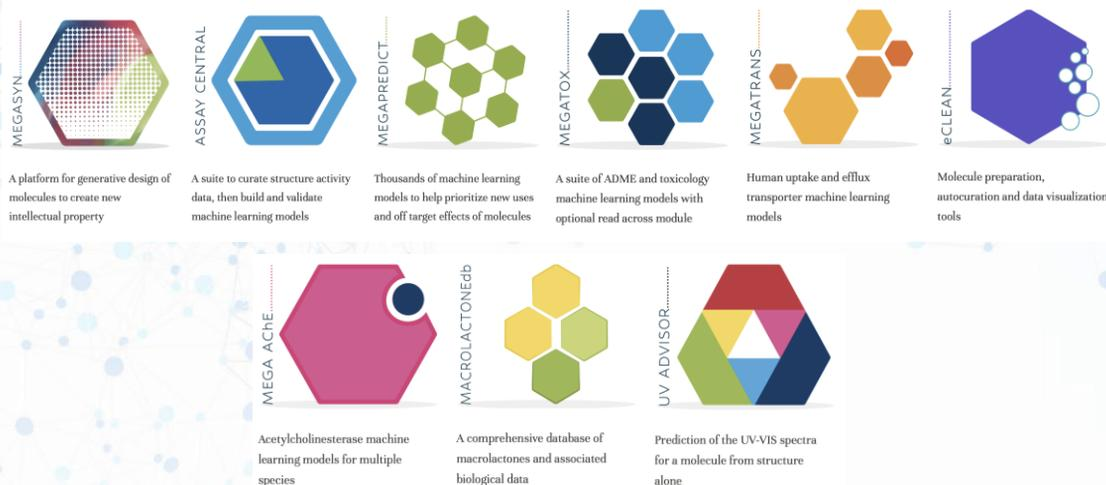 MEGASYN
A platform for generative design of
molecules to create new
intellectual property
ASSAY CENTRAL
A suite to curate structure activity
data, then build and validate
machine learning models
MEGAPREDICT
Thousands of machine learning
models to help prioritize new uses
and off target effects of molecules
MEGATOX
A suite of ADME and toxicology
machine learning models with
optional read across module
MEGATRANS
Human uptake and efflux
transporter machine learning
models
eCLEAN
Molecule preparation,
autocuration and data visualization
tools
MEGA AChE
Acetylcholinesterase machine
learning models for multiple
species
MACROLACTONEdb
A comprehensive database of
macrolactones and associated
biological data
UV ADVISOR
Prediction of the UV-VIS spectra
for a molecule from structure
alone